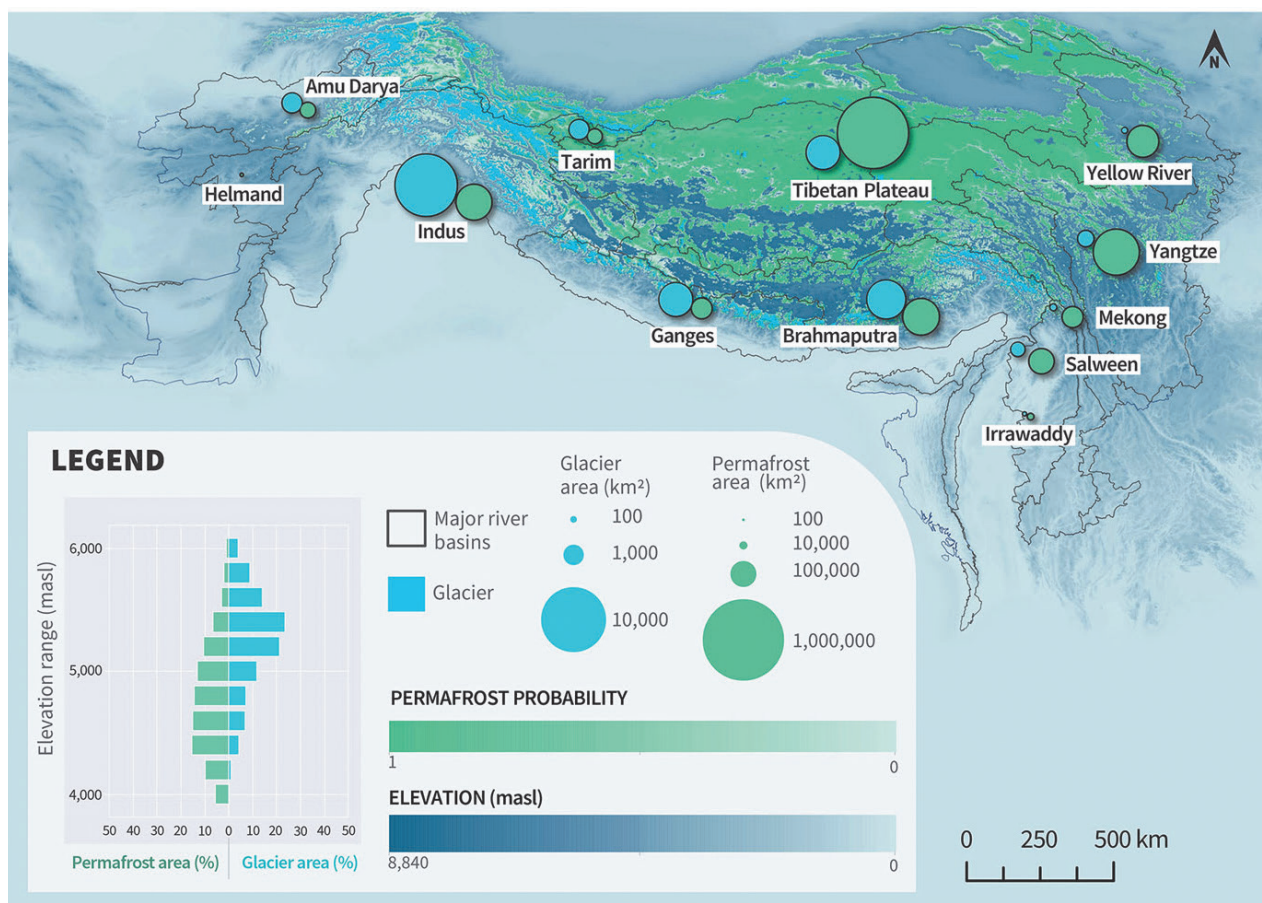 N
Amu Darya
Helmand
Indus
Tarim
Tibetan Plateau
Yellow River
Yangtze
Ganges
Brahmaputra
Mekong
Salween
Irrawaddy
LEGEND
Elevation range (masl)
6,000
5,000
4,000
50 40 30 20 10 0 10 20 30 40 50
Permafrost area (%)
Glacier area (%)
Major river
basins
Glacier
Glacier
area (km²)
100
1,000
10,000
Permafrost
area (km²)
100
10,000
100,000
1,000,000
PERMAFROST PROBABILITY
1 0
ELEVATION (masl)
8,840 0
0 250 500 km